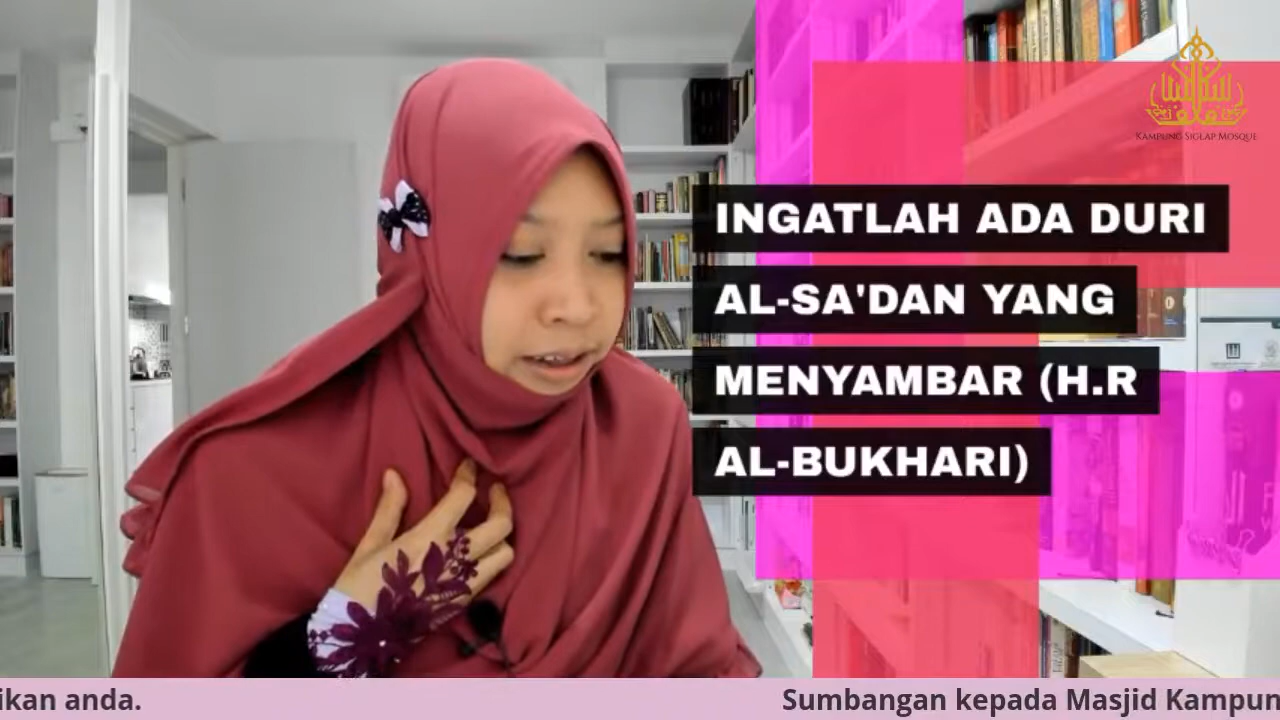 KAMPUNG SIGLAP MOSQUE
INGATLAH ADA DURI
AL-SA'DAN YANG
MENYAMBAR (H.R
AL-BUKHARI)
ikan anda.
Sumbangan kepada Masjid Kampun